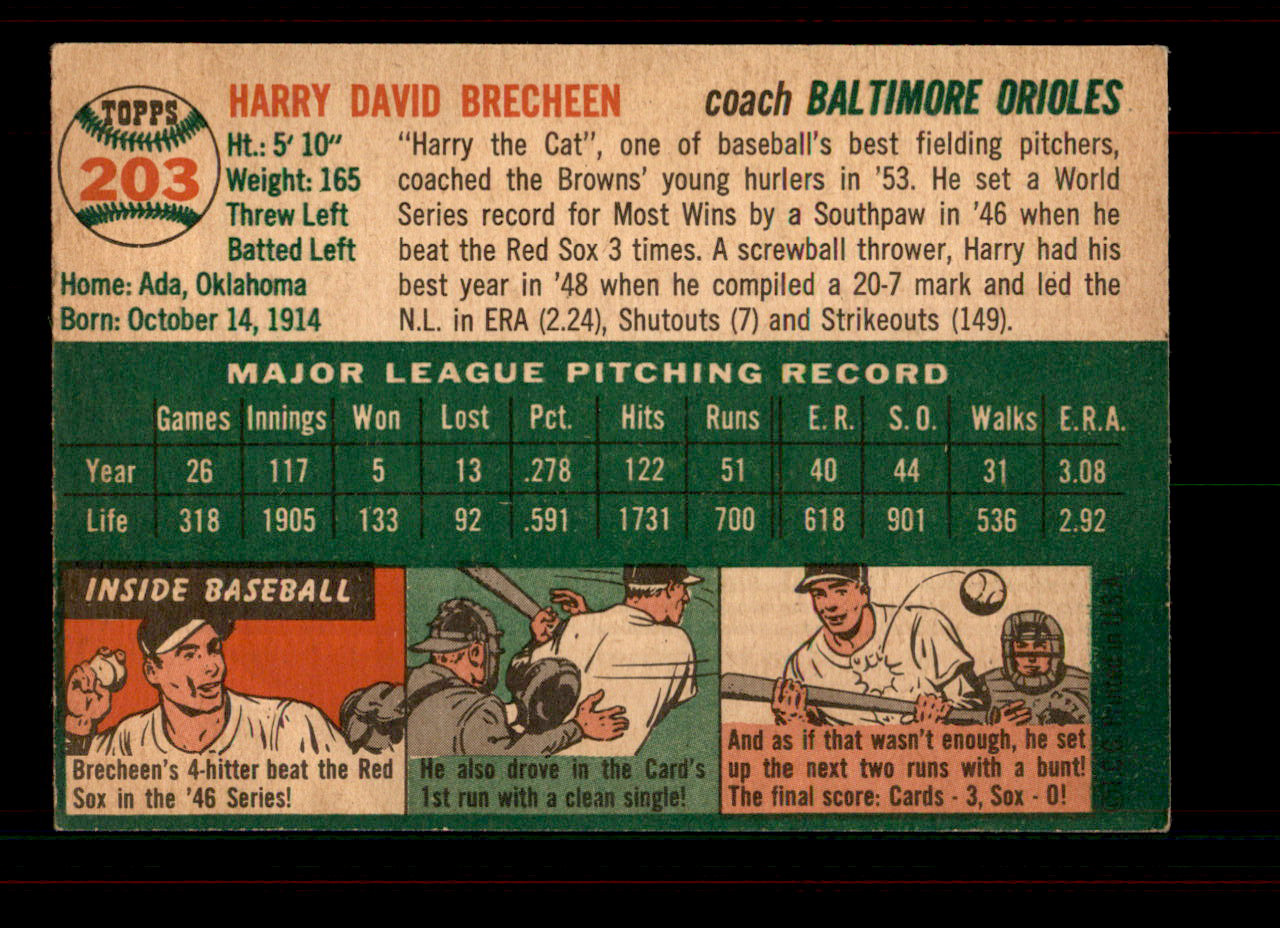 TOPPS
203
HARRY DAVID BRECHEEN
coach BALTIMORE ORIOLES
Ht.: 5' 10"
Weight: 165
Threw Left
Batted Left
Home: Ada, Oklahoma
Born: October 14, 1914
"Harry the Cat", one of baseball's best fielding pitchers,
coached the Browns' young hurlers in '53. He set a World
Series record for Most Wins by a Southpaw in '46 when he
beat the Red Sox 3 times. A screwball thrower, Harry had his
best year in '48 when he compiled a 20-7 mark and led the
N.L. in ERA (2.24), Shutouts (7) and Strikeouts (149).
MAJOR LEAGUE PITCHING RECORD
Games Innings Won Lost Pct. Hits Runs E.R. S.O. Walks E.R.A.
Year 26 117 5 13 .278 122 51 40 44 31 3.08
Life 318 1905 133 92 .591 1731 700 618 901 536 2.92
INSIDE BASEBALL
Brecheen's 4-hitter beat the Red
Sox in the '46 Series!
He also drove in the Card's
1st run with a clean single!
And as if that wasn't enough, he set
up the next two runs with a bunt!
The final score: Cards - 3, Sox - 0!
T.C.G. Printed in U.S.A.